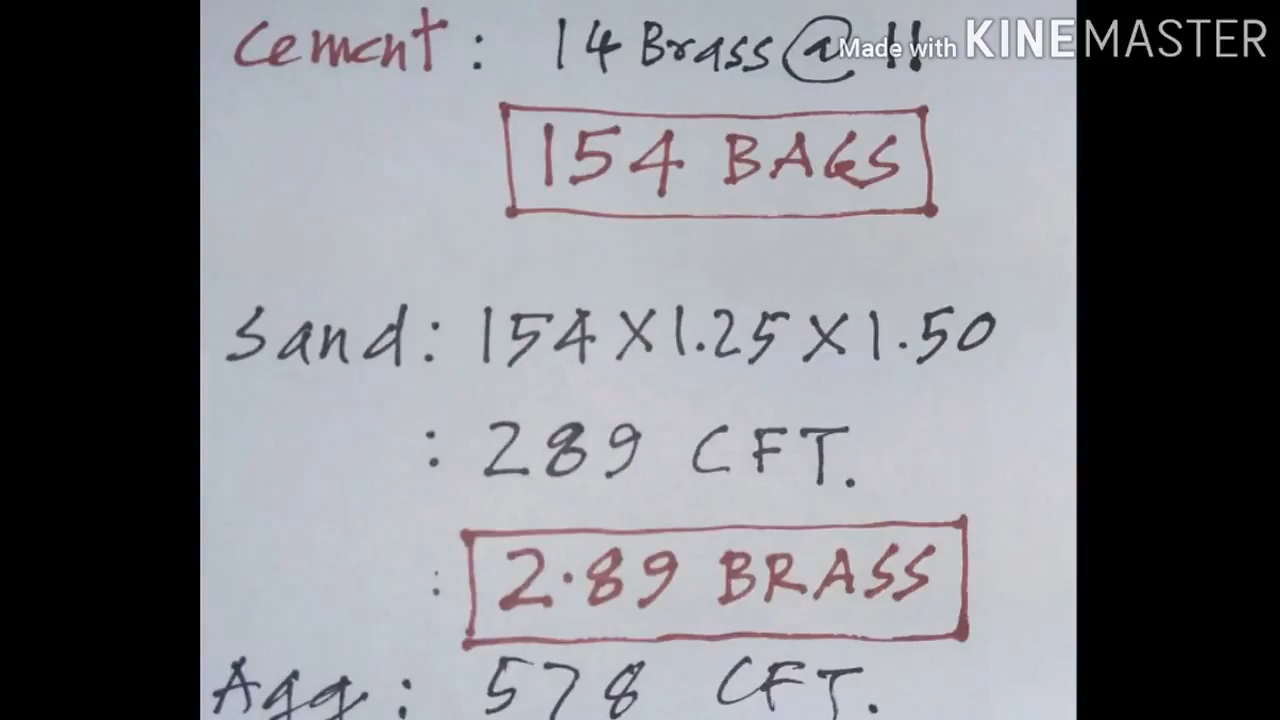 Cement : 14 Brass @ 11
Made with KINEMASTER
154 BAGS
Sand : 154 X 1.25 X 1.50
: 289 CFT.
: 2.89 BRASS
Agg : 578 CFT.